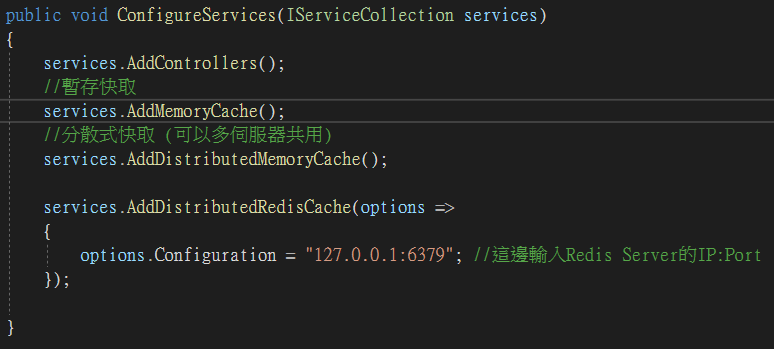 public void ConfigureServices(IServiceCollection services)
{
    services.AddControllers();
    //暫存快取
    services.AddMemoryCache();
    //分散式快取 (可以多伺服器共用)
    services.AddDistributedMemoryCache();
    services.AddDistributedRedisCache(options =>
    {
        options.Configuration = "127.0.0.1:6379"; //這邊輸入Redis Server的IP:Port
    });
}